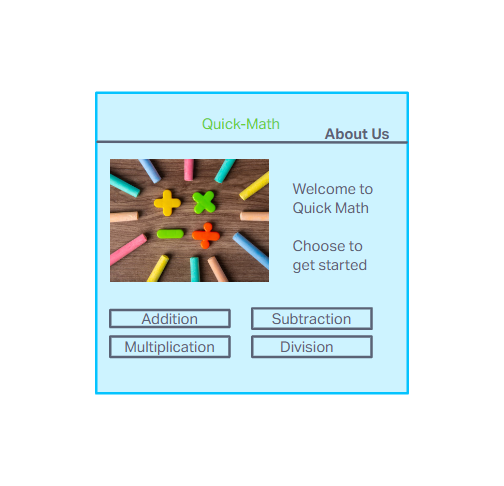 Quick-Math
About Us
Welcome to
Quick Math
Choose to
get started
Addition
Subtraction
Multiplication
Division